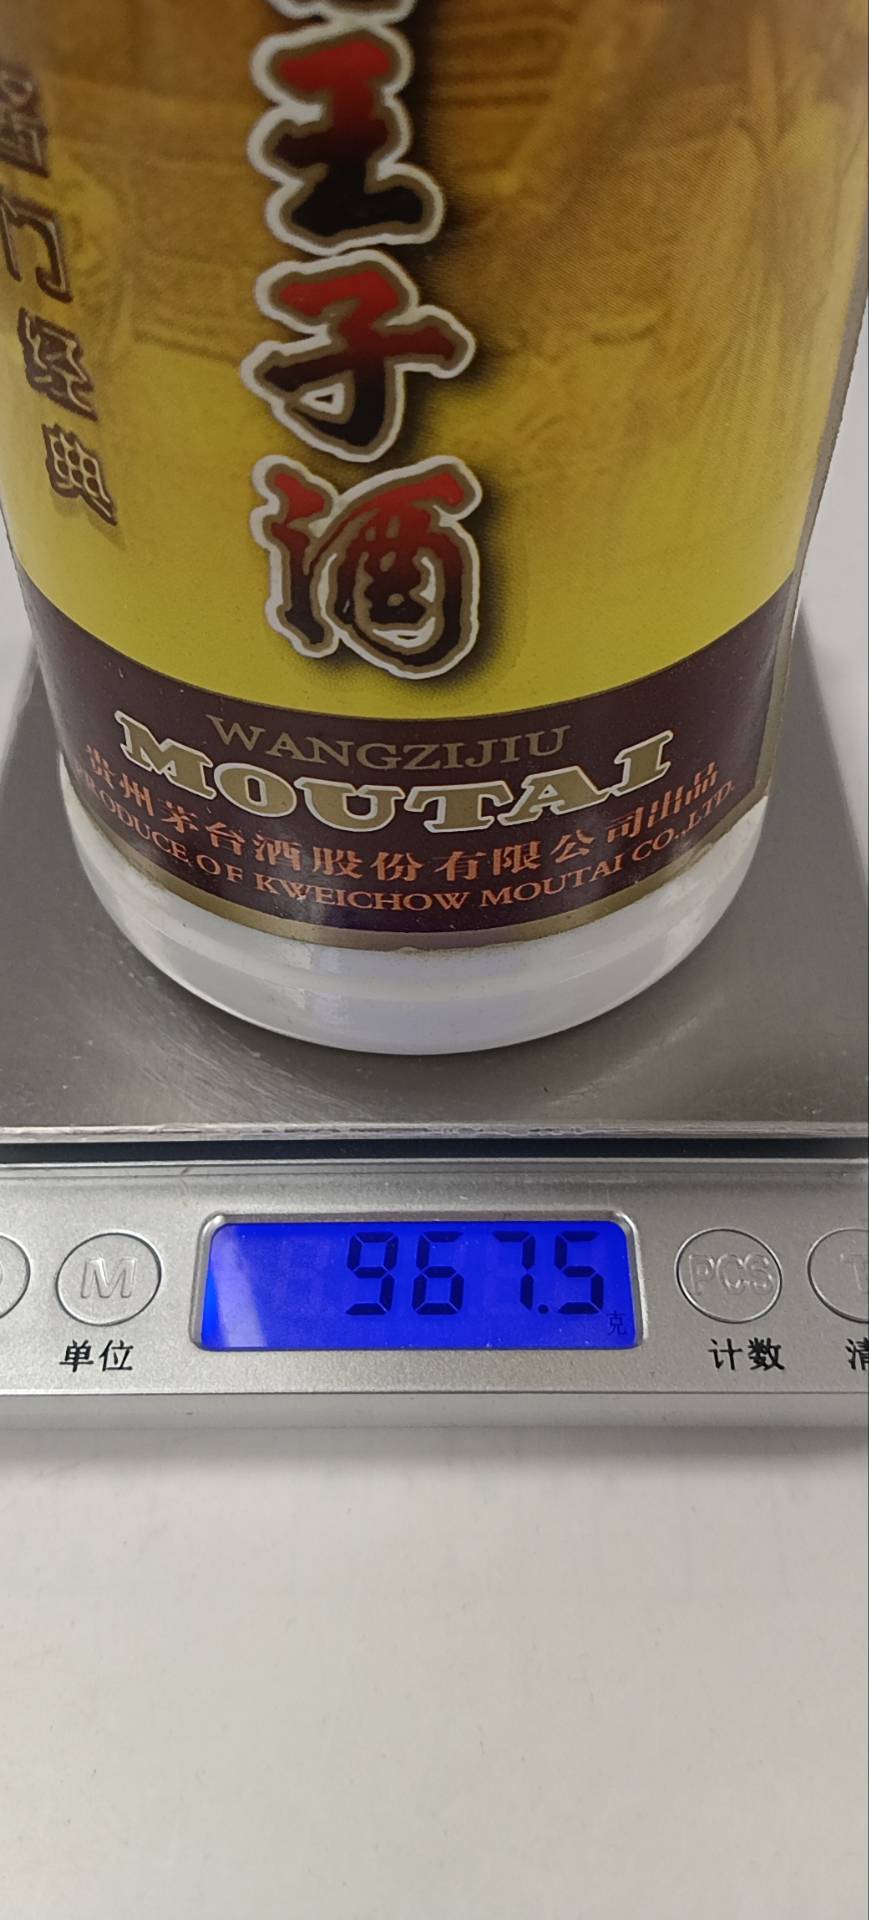 王子酒
门经典
WANGZIJIU
MOUTAI
贵州茅台酒股份有限公司出品
PRODUCE OF KWEICHOW MOUTAI CO.,LTD.
967.5
克
M
PCS
单位
计数